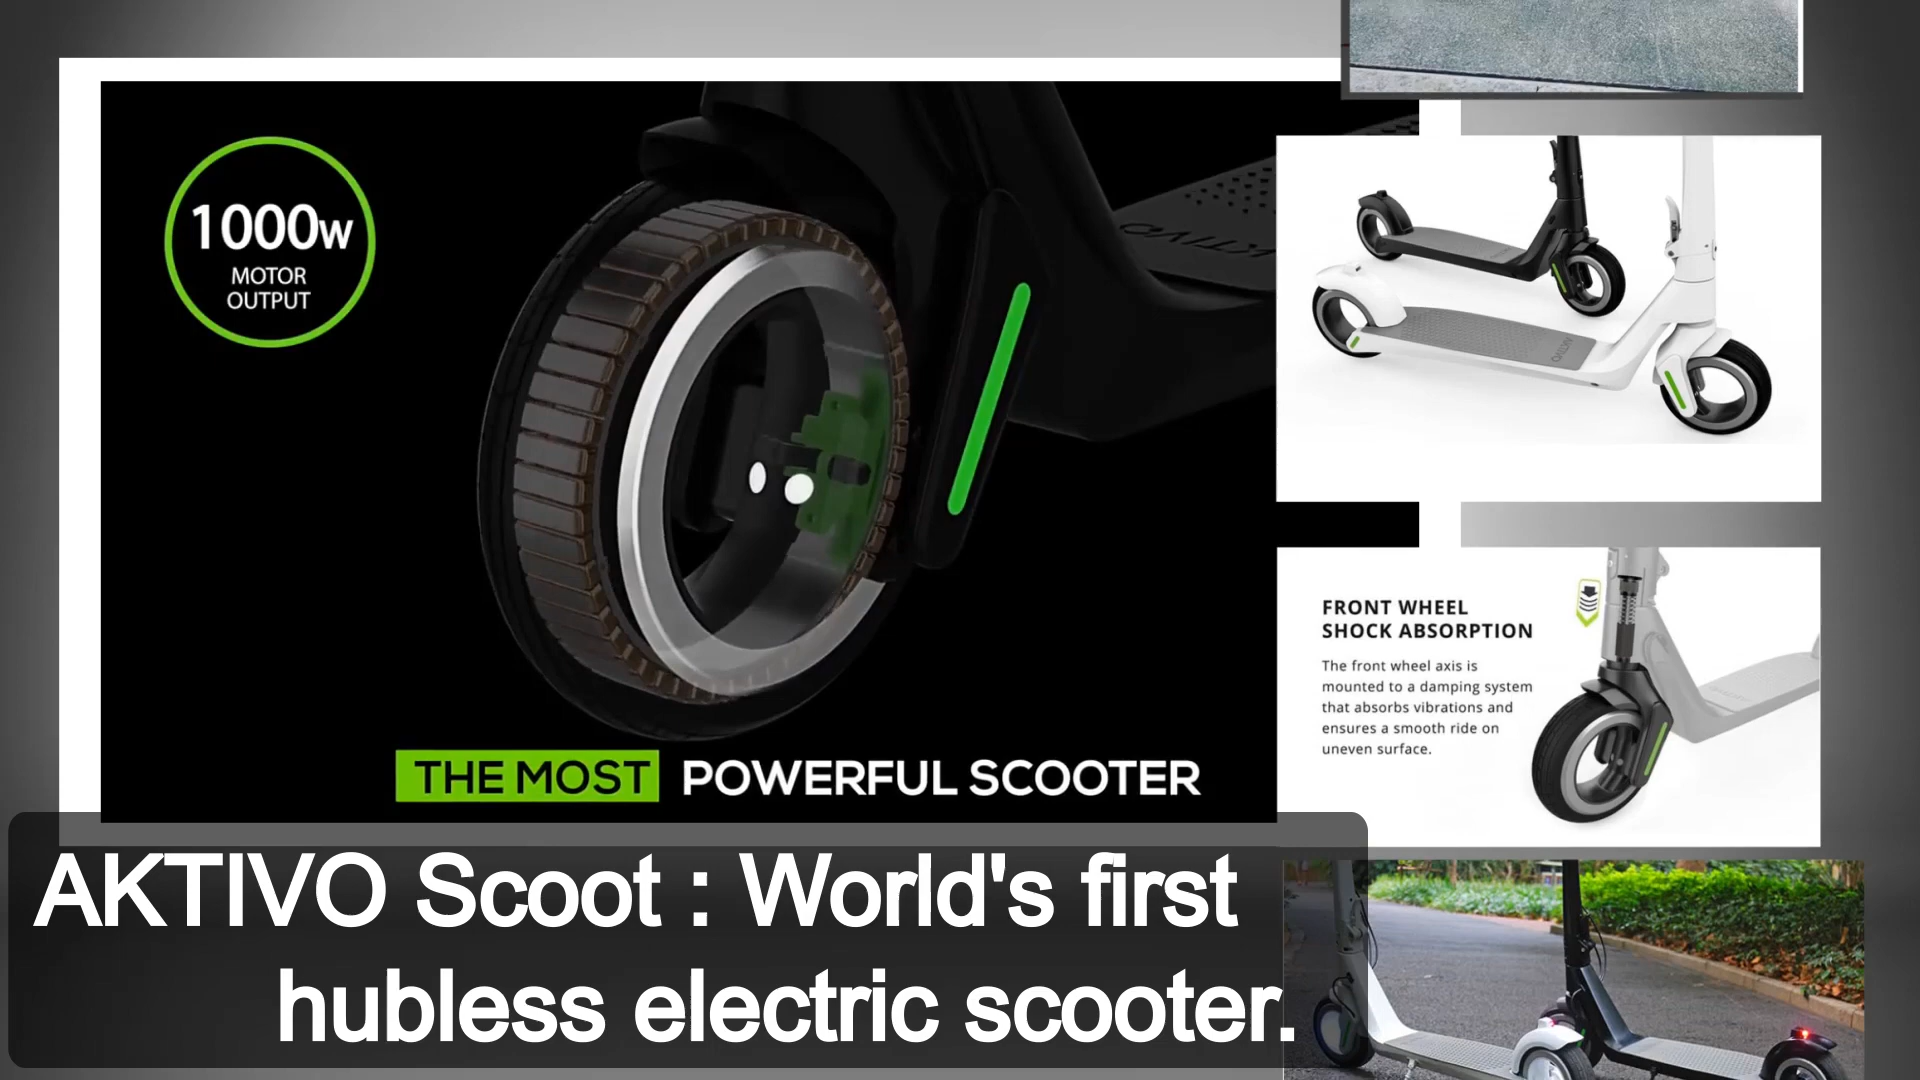 1000w
MOTOR
OUTPUT
THE MOST POWERFUL SCOOTER
AKTIVO
FRONT WHEEL
SHOCK ABSORPTION
The front wheel axis is
mounted to a damping system
that absorbs vibrations and
ensures a smooth ride on
uneven surface.
AKTIVO Scoot : World's first
hubless electric scooter.